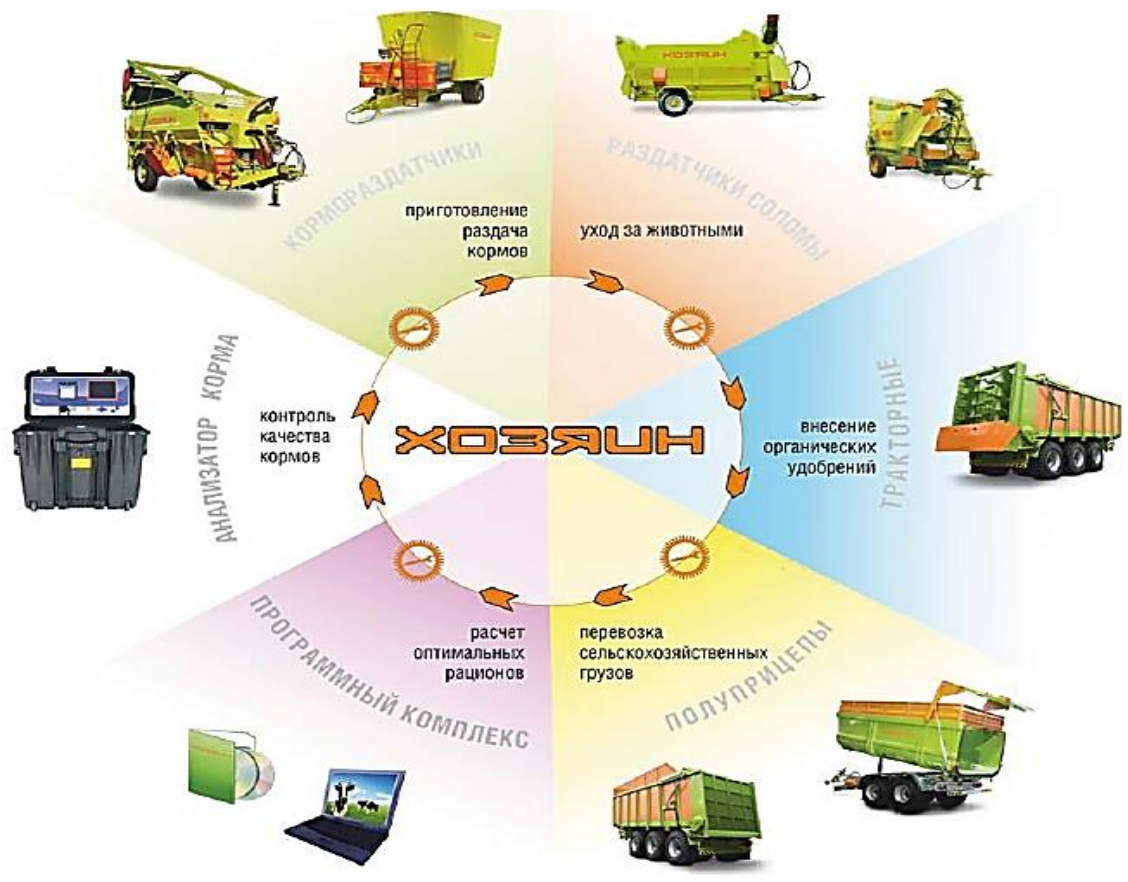 ХОЗЯИН
КОРМОРАЗДАТЧИКИ
приготовление
раздача
кормов
РАЗДАТЧИКИ СОЛОМЫ
уход за животными
ТРАКТОРНЫЕ
внесение
органических
удобрений
ПОЛУПРИЦЕПЫ
перевозка
сельскохозяйственных
грузов
ПРОГРАММНЫЙ КОМПЛЕКС
расчет
оптимальных
рационов
АНАЛИЗАТОР КОРМА
контроль
качества
кормов
ХОЗЯИН